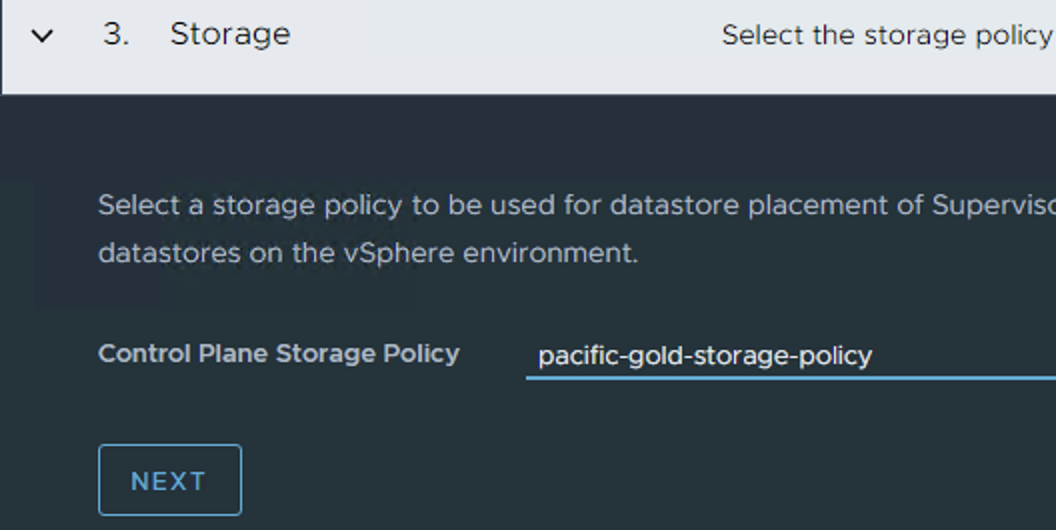 3. Storage Select the storage policy
Select a storage policy to be used for datastore placement of
datastores on the vSphere environment.
Control Plane Storage Policy pacific-gold-storage-policy
NEXT